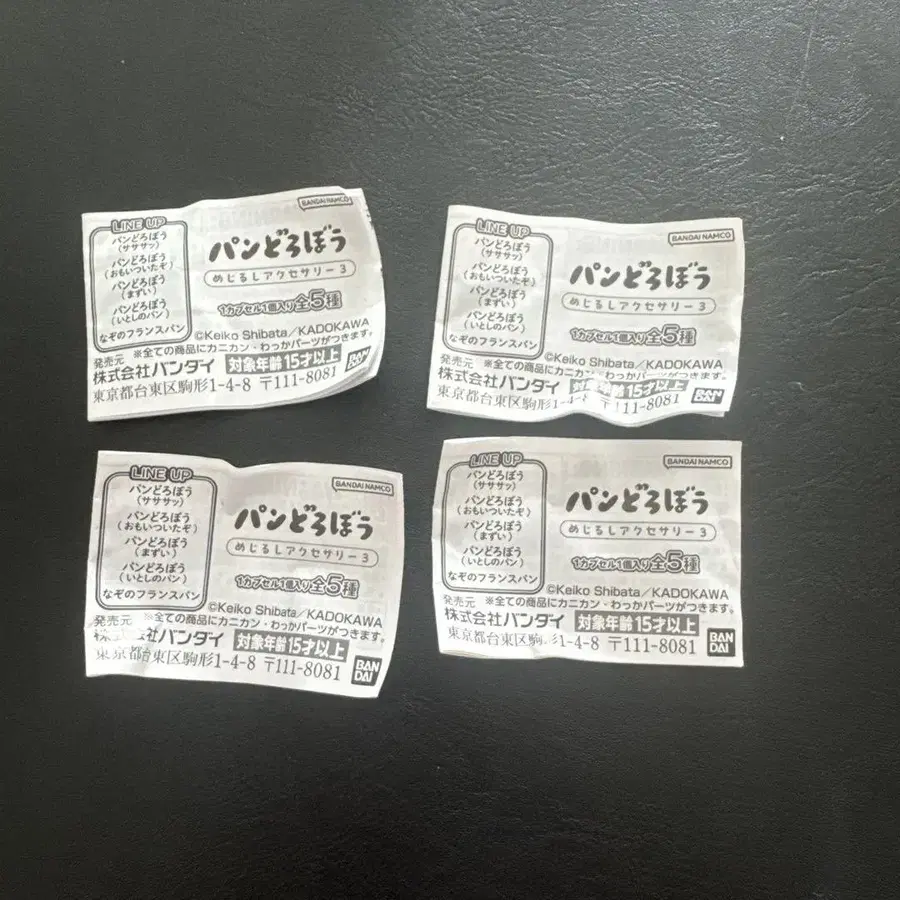 BANDAI NAMCO
LINE UP
パンどろぼう
(サササッ)
パンどろぼう
(おもいついたぞ)
パンどろぼう
(まずい)
パンどろぼう
(いとしのパン)
なぞのフランスパン
パンどろぼう
めじるしアクセサリー3
1カプセル1個入り全5種
©Keiko Shibata/KADOKAWA
発売元 ※全ての商品にカニカン・わっかパーツがつきます。
株式会社バンダイ 対象年齢15才以上
東京都台東区駒形1-4-8 〒111-8081
BANDAI
BANDAI NAMCO
LINE UP
パンどろぼう
(サササッ)
パンどろぼう
(おもいついたぞ)
パンどろぼう
(まずい)
パンどろぼう
(いとしのパン)
なぞのフランスパン
パンどろぼう
めじるしアクセサリー3
1カプセル1個入り全5種
©Keiko Shibata/KADOKAWA
発売元 ※全ての商品にカニカン・わっかパーツがつきます。
株式会社バンダイ 対象年齢15才以上
東京都台東区駒形1-4-8 〒111-8081
BANDAI
BANDAI NAMCO
LINE UP
パンどろぼう
(サササッ)
パンどろぼう
(おもいついたぞ)
パンどろぼう
(まずい)
パンどろぼう
(いとしのパン)
なぞのフランスパン
パンどろぼう
めじるしアクセサリー3
1カプセル1個入り全5種
©Keiko Shibata/KADOKAWA
発売元 ※全ての商品にカニカン・わっかパーツがつきます。
株式会社バンダイ 対象年齢15才以上
東京都台東区駒形1-4-8 〒111-8081
BANDAI
BANDAI NAMCO
LINE UP
パンどろぼう
(サササッ)
パンどろぼう
(おもいついたぞ)
パンどろぼう
(まずい)
パンどろぼう
(いとしのパン)
なぞのフランスパン
パンどろぼう
めじるしアクセサリー3
1カプセル1個入り全5種
©Keiko Shibata/KADOKAWA
発売元 ※全ての商品にカニカン・わっかパーツがつきます。
株式会社バンダイ 対象年齢15才以上
東京都台東区駒形1-4-8 〒111-8081
BANDAI